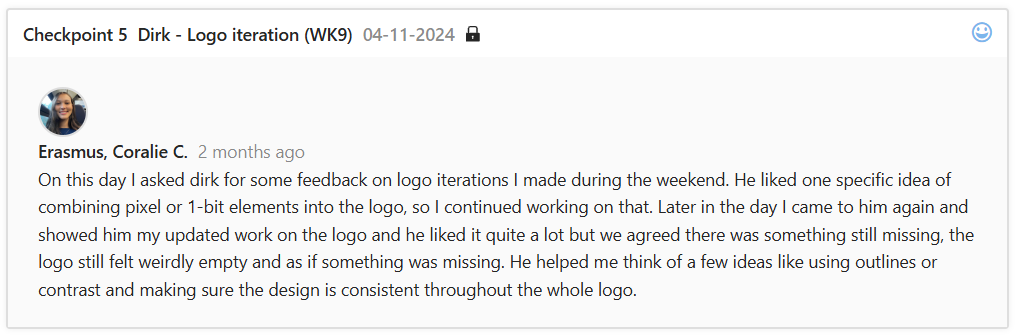 Checkpoint 5 Dirk - Logo iteration (WK9) 04-11-2024
Erasmus, Coralie C. 2 months ago
On this day I asked dirk for some feedback on logo iterations I made during the weekend. He liked one specific idea of
combining pixel or 1-bit elements into the logo, so I continued working on that. Later in the day I came to him again and
showed him my updated work on the logo and he liked it quite a lot but we agreed there was something still missing, the
logo still felt weirdly empty and as if something was missing. He helped me think of a few ideas like using outlines or
contrast and making sure the design is consistent throughout the whole logo.